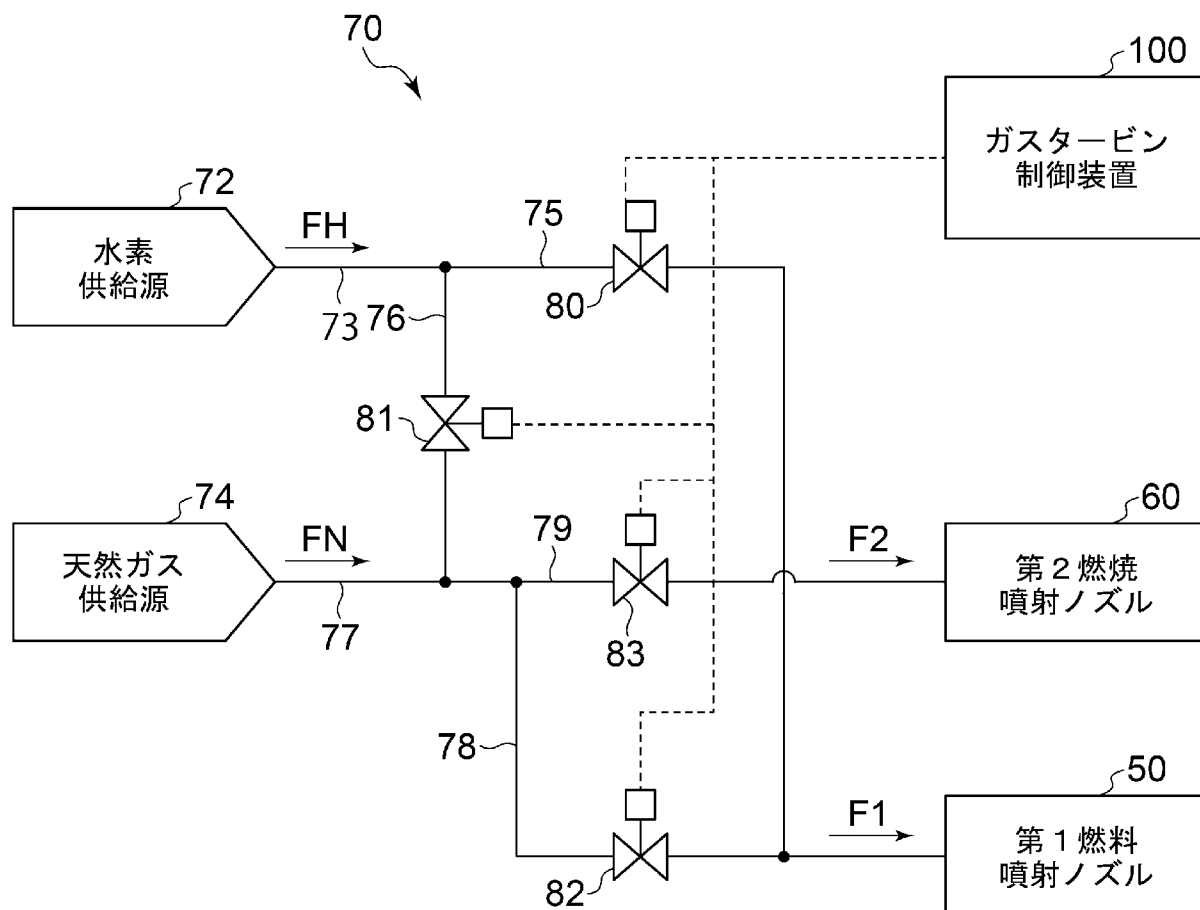 70
100
ガスタービン
制御装置
72
水素
供給源
FH
73
75
80
76
81
74
天然ガス
供給源
FN
77
79
83
F2
60
第２燃焼
噴射ノズル
78
82
F1
50
第１燃料
噴射ノズル